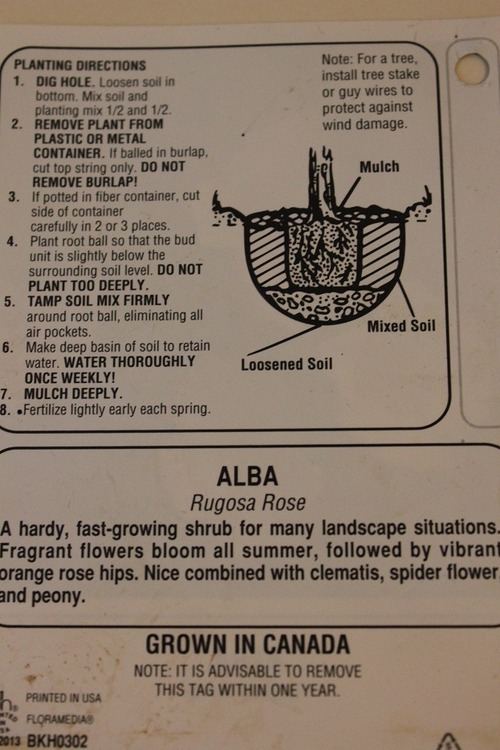 PLANTING DIRECTIONS
1. DIG HOLE. Loosen soil in
bottom. Mix soil and
planting mix 1/2 and 1/2.
2. REMOVE PLANT FROM
PLASTIC OR METAL
CONTAINER. If balled in burlap,
cut top string only. DO NOT
REMOVE BURLAP!
3. If potted in fiber container, cut
side of container
carefully in 2 or 3 places.
4. Plant root ball so that the bud
unit is slightly below the
surrounding soil level. DO NOT
PLANT TOO DEEPLY.
5. TAMP SOIL MIX FIRMLY
around root ball, eliminating all
air pockets.
6. Make deep basin of soil to retain
water. WATER THOROUGHLY
ONCE WEEKLY!
7. MULCH DEEPLY.
8. •Fertilize lightly early each spring.
Note: For a tree,
install tree stake
or guy wires to
protect against
wind damage.
Mulch
Mixed Soil
Loosened Soil
ALBA
Rugosa Rose
A hardy, fast-growing shrub for many landscape situations.
Fragrant flowers bloom all summer, followed by vibrant
orange rose hips. Nice combined with clematis, spider flower
and peony.
GROWN IN CANADA
NOTE: IT IS ADVISABLE TO REMOVE
THIS TAG WITHIN ONE YEAR.
PRINTED IN USA
FLORAMEDIA®
2013 BKH0302